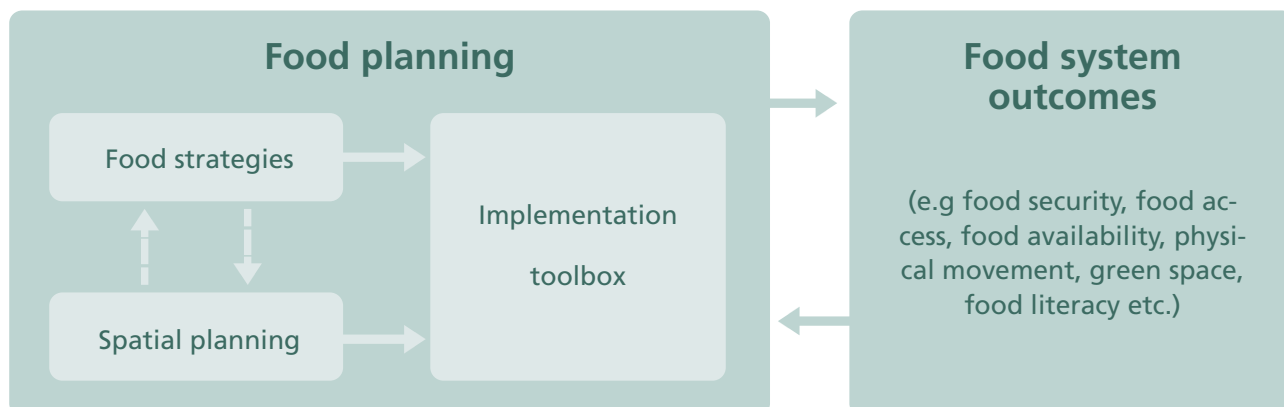 Food planning
Food strategies
Spatial planning
Implementation
toolbox
Food system
outcomes
(e.g food security, food ac-
cess, food availability, physi-
cal movement, green space,
food literacy etc.)